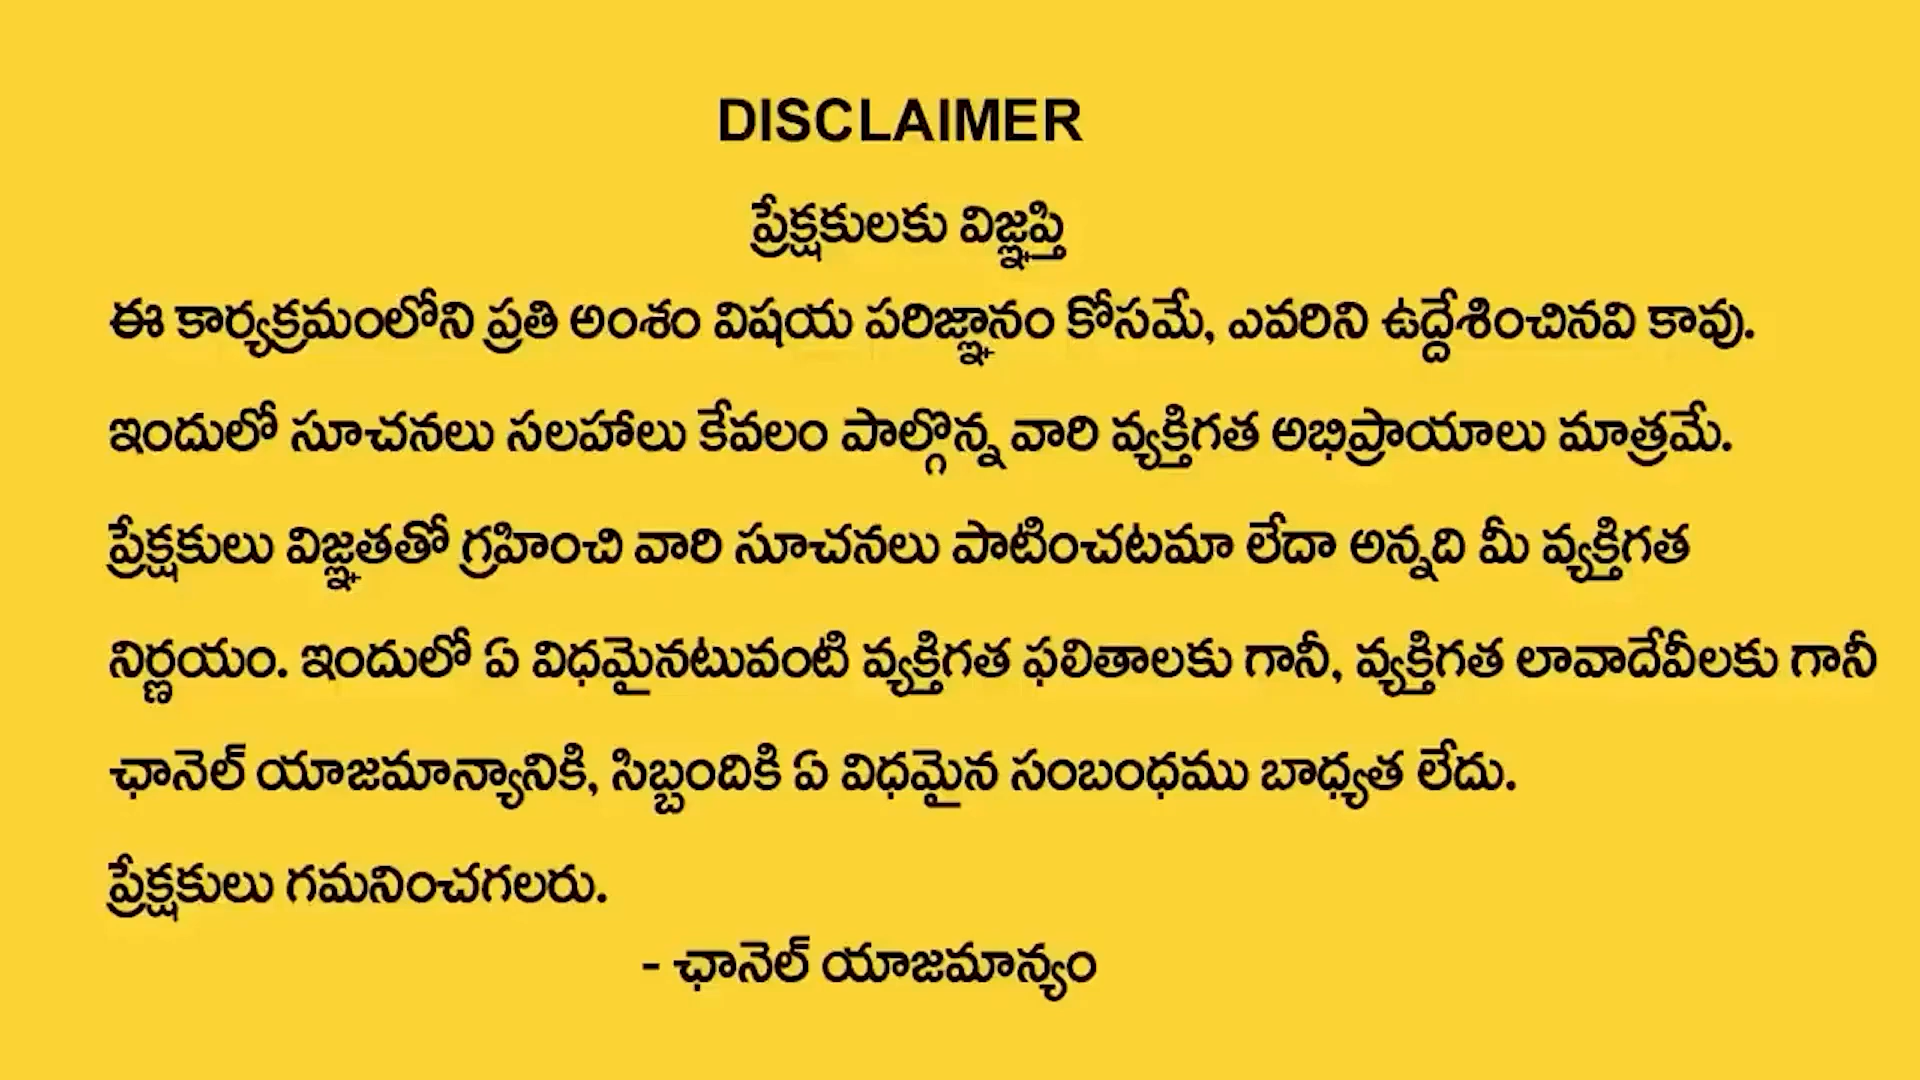 DISCLAIMER
ప్రేక్షకులకు విజ్ఞప్తి
ఈ కార్యక్రమంలోని ప్రతి అంశం విషయ పరిజ్ఞానం కోసమే, ఎవరిని ఉద్దేశించినవి కావు.
ఇందులో సూచనలు సలహాలు కేవలం పాల్గొన్న వారి వ్యక్తిగత అభిప్రాయాలు మాత్రమే.
ప్రేక్షకులు విజ్ఞతతో గ్రహించి వారి సూచనలు పాటించటమా లేదా అన్నది మీ వ్యక్తిగత
నిర్ణయం. ఇందులో ఏ విధమైనటువంటి వ్యక్తిగత ఫలితాలకు గానీ, వ్యక్తిగత లావాదేవీలకు గానీ
ఛానెల్ యాజమాన్యానికి, సిబ్బందికి ఏ విధమైన సంబంధము బాధ్యత లేదు.
ప్రేక్షకులు గమనించగలరు.
- ఛానెల్ యాజమాన్యం